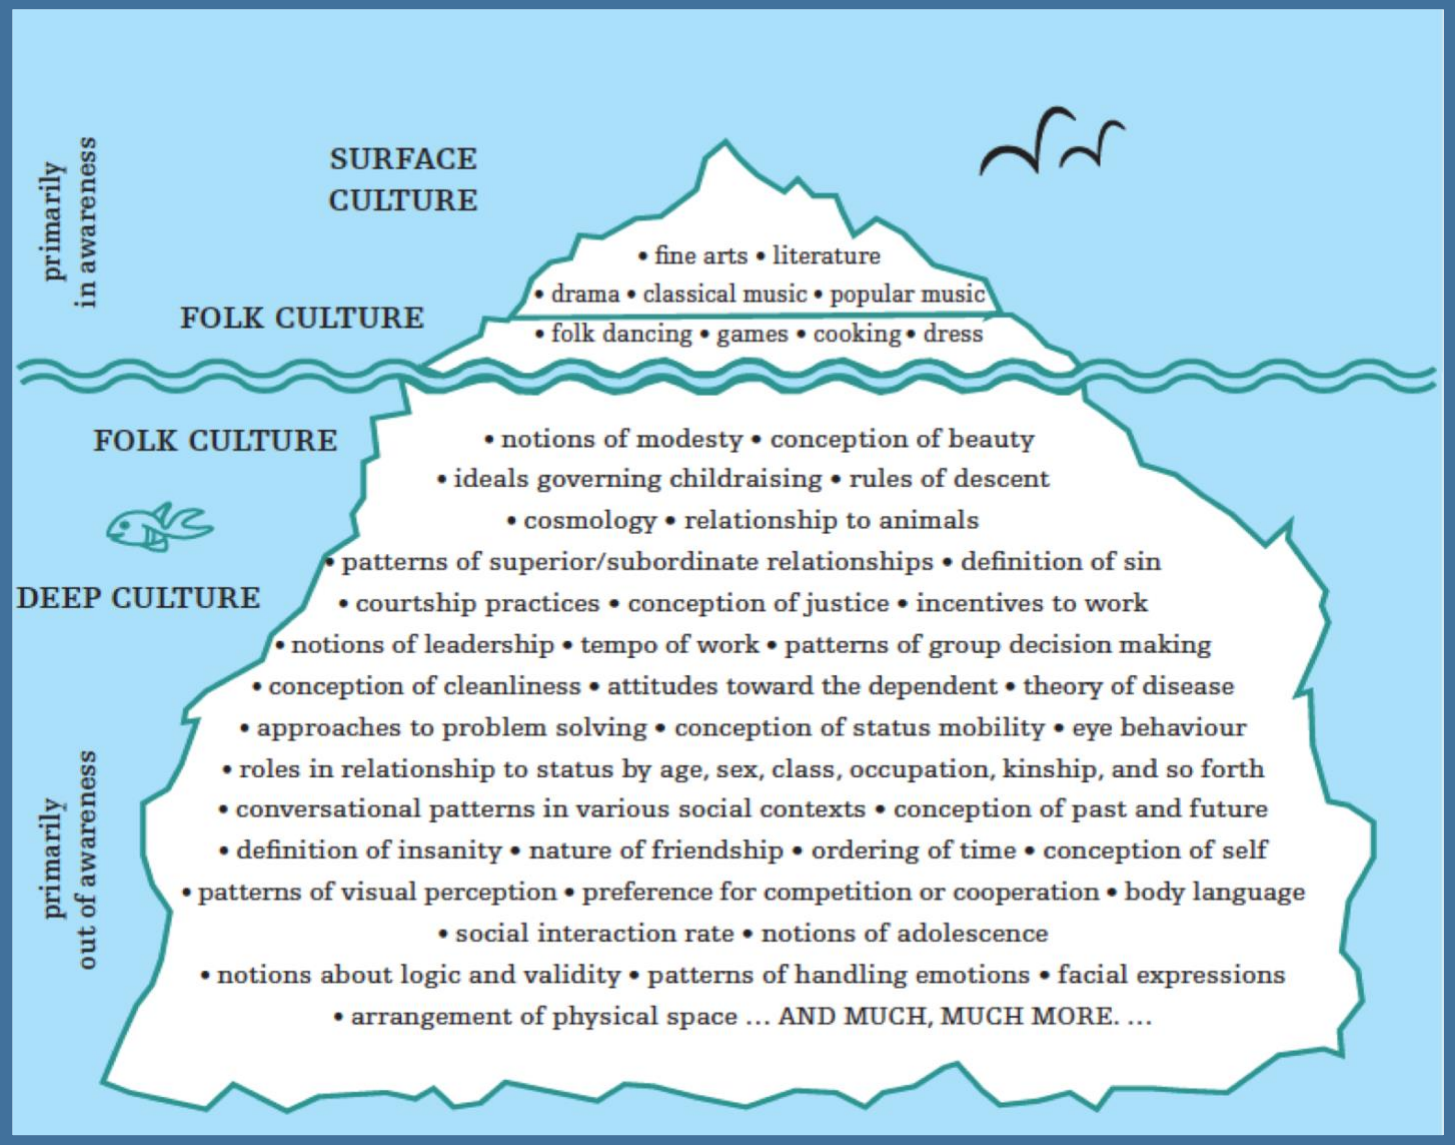 primarily
in awareness
SURFACE
CULTURE
• fine arts • literature
• drama • classical music • popular music
FOLK CULTURE
• folk dancing • games • cooking • dress
FOLK CULTURE
• notions of modesty • conception of beauty
• ideals governing childraising • rules of descent
• cosmology • relationship to animals
• patterns of superior/subordinate relationships • definition of sin
DEEP CULTURE
• courtship practices • conception of justice • incentives to work
• notions of leadership • tempo of work • patterns of group decision making
• conception of cleanliness • attitudes toward the dependent • theory of disease
• approaches to problem solving • conception of status mobility • eye behaviour
• roles in relationship to status by age, sex, class, occupation, kinship, and so forth
primarily
out of awareness
• conversational patterns in various social contexts • conception of past and future
• definition of insanity • nature of friendship • ordering of time • conception of self
• patterns of visual perception • preference for competition or cooperation • body language
• social interaction rate • notions of adolescence
• notions about logic and validity • patterns of handling emotions • facial expressions
• arrangement of physical space ... AND MUCH, MUCH MORE. ...